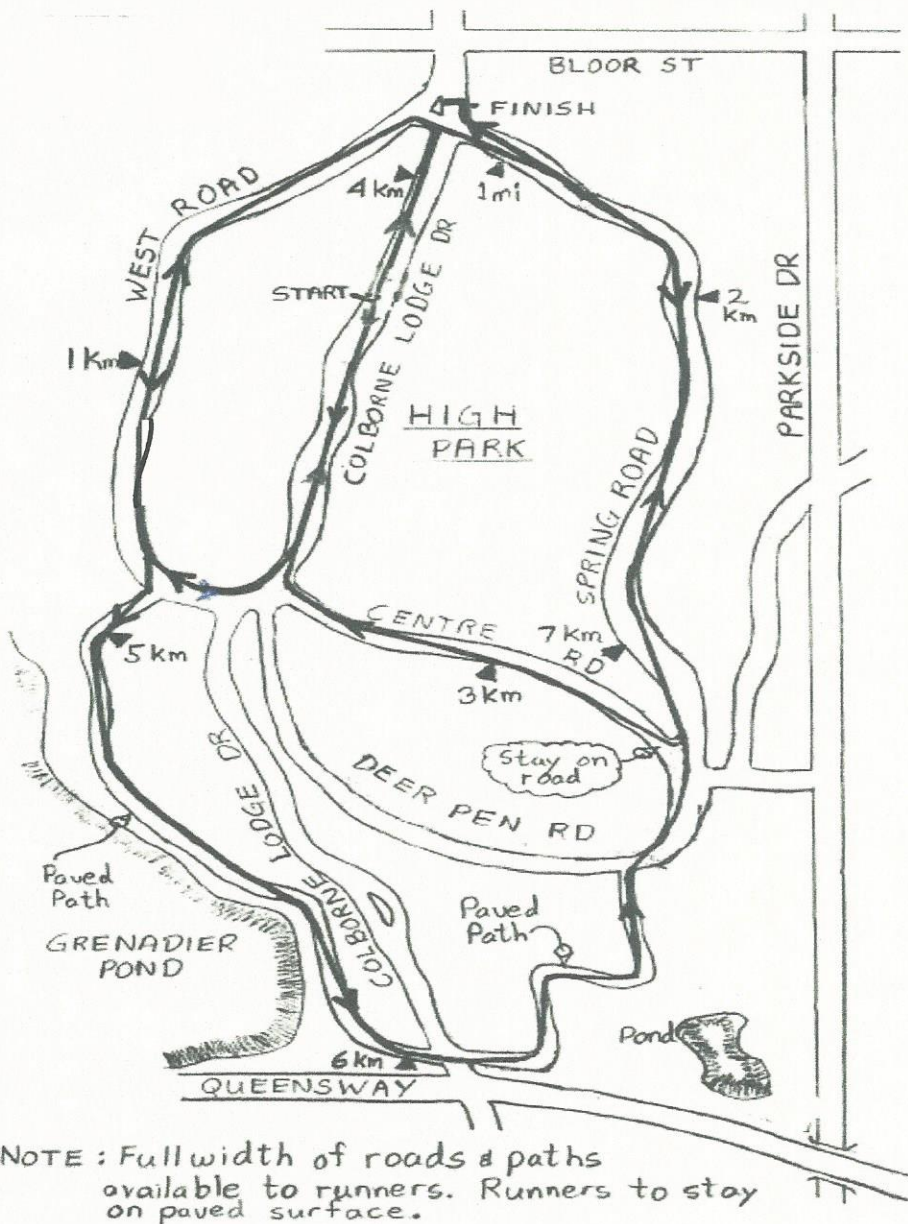 BLOOR ST
FINISH
4 Km
1 mi
WEST ROAD
START
COLBORNE LODGE DR
2
Km
PARKSIDE DR
1 Km
HIGH
PARK
SPRING ROAD
CENTRE
RD
7 Km
5 Km
3 Km
Stay on
road
DEER PEN RD
COLBORNE LODGE DR
Paved
Path
Paved
Path
GRENADIER
POND
Pond
6 Km
QUEENSWAY
NOTE : Full width of roads & paths
available to runners. Runners to stay
on paved surface.